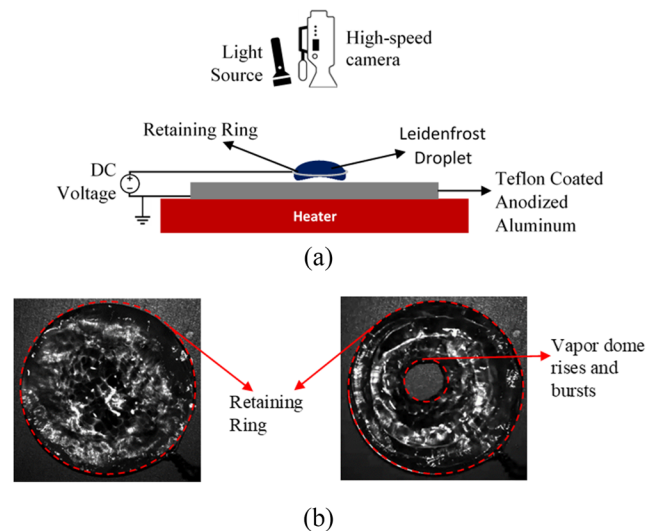 Light
Source
High-speed
camera
Retaining Ring
Leidenfrost
Droplet
DC
Voltage
Teflon Coated
Anodized
Aluminum
Heater
(a)
Retaining
Ring
Vapor dome
rises and
bursts
(b)